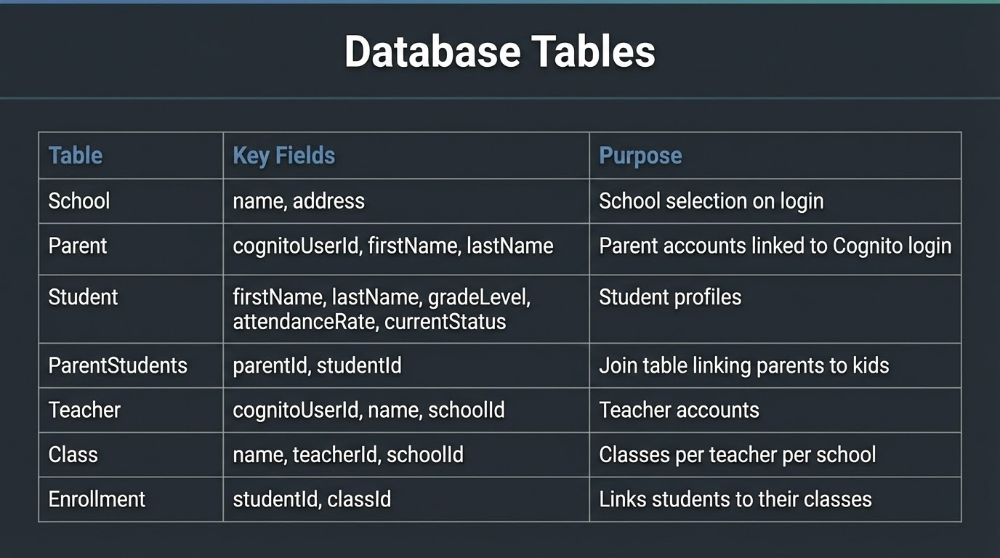 Database Tables
Table Key Fields Purpose
School name, address School selection on login
Parent cognitoUserId, firstName, lastName Parent accounts linked to Cognito login
Student firstName, lastName, gradeLevel, Student profiles
attendanceRate, currentStatus
ParentStudents parentId, studentId Join table linking parents to kids
Teacher cognitoUserId, name, schoolId Teacher accounts
Class name, teacherId, schoolId Classes per teacher per school
Enrollment studentId, classId Links students to their classes